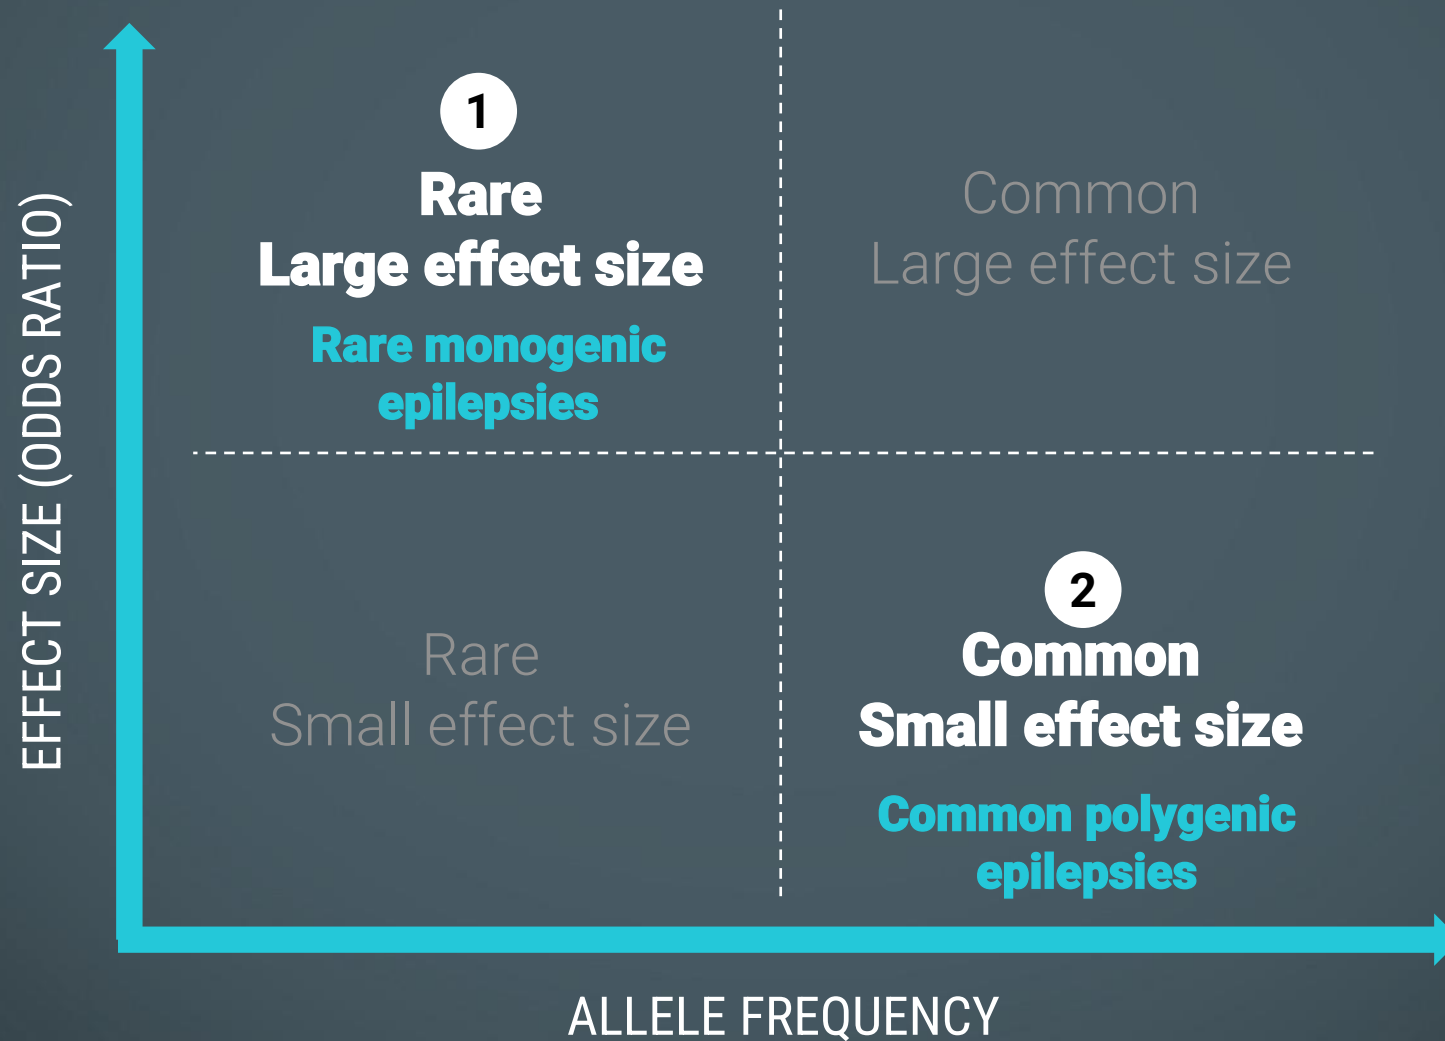 EFFECT SIZE (ODDS RATIO)
1
Rare
Large effect size
Rare monogenic
epilepsies
Common
Large effect size
Rare
Small effect size
2
Common
Small effect size
Common polygenic
epilepsies
ALLELE FREQUENCY